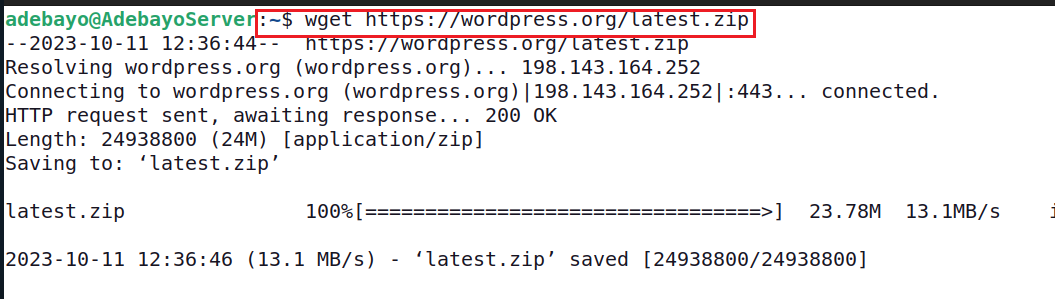 adebayo@AdebayoServer:~$ wget https://wordpress.org/latest.zip
--2023-10-11 12:36:44-- https://wordpress.org/latest.zip
Resolving wordpress.org (wordpress.org)... 198.143.164.252
Connecting to wordpress.org (wordpress.org)|198.143.164.252|:443... connected.
HTTP request sent, awaiting response... 200 OK
Length: 24938800 (24M) [application/zip]
Saving to: ‘latest.zip’
latest.zip 100%[=================================>] 23.78M 13.1MB/s
2023-10-11 12:36:46 (13.1 MB/s) - ‘latest.zip’ saved [24938800/24938800]